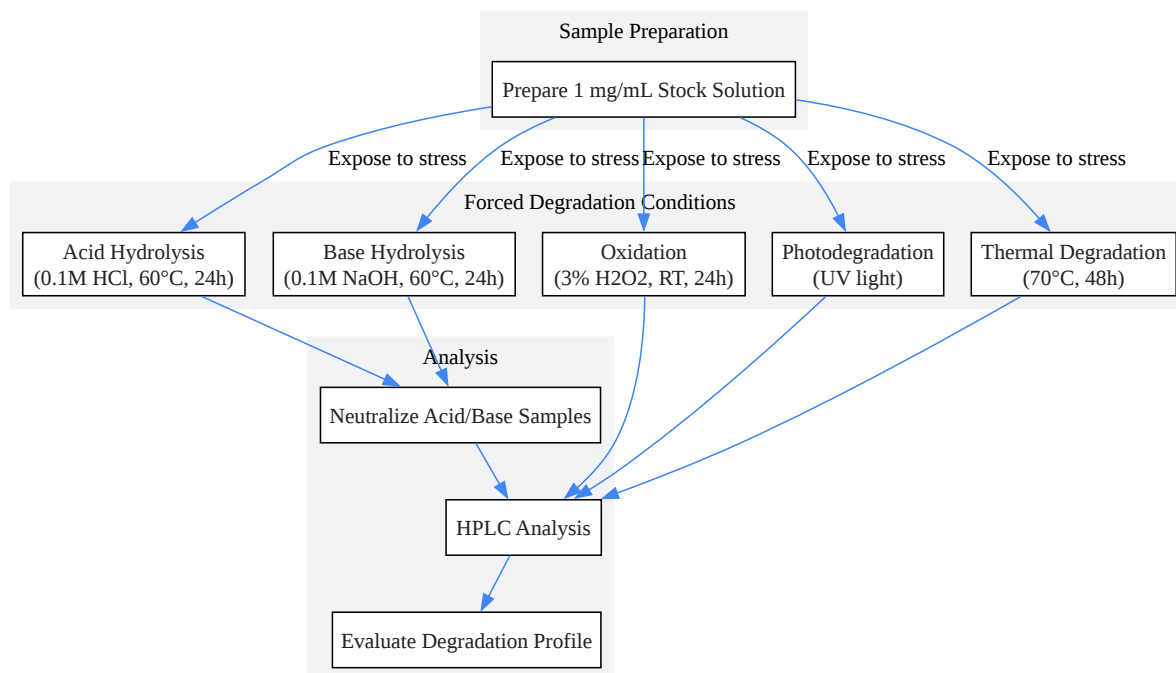 Sample Preparation
Prepare 1 mg/mL Stock Solution
Expose to stress
Expose to stress
Expose to stress
Expose to stress
Expose to stress
Forced Degradation Conditions
Acid Hydrolysis
(0.1M HCl, 60°C, 24h)
Base Hydrolysis
(0.1M NaOH, 60°C, 24h)
Oxidation
(3% H2O2, RT, 24h)
Photodegradation
(UV light)
Thermal Degradation
(70°C, 48h)
Analysis
Neutralize Acid/Base Samples
HPLC Analysis
Evaluate Degradation Profile